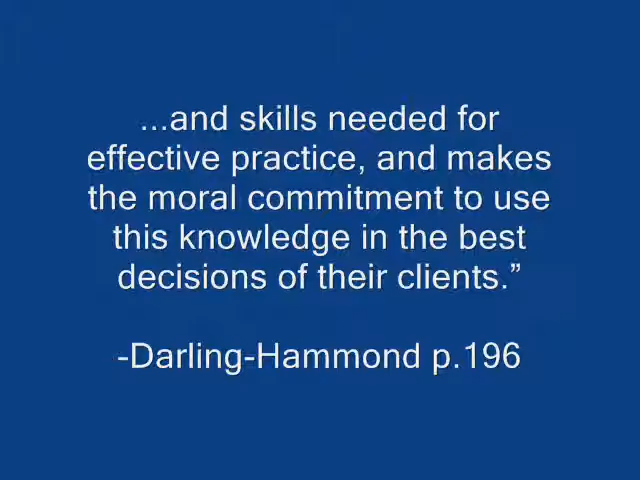 ...and skills needed for
effective practice, and makes
the moral commitment to use
this knowledge in the best
decisions of their clients.”
-Darling-Hammond p.196